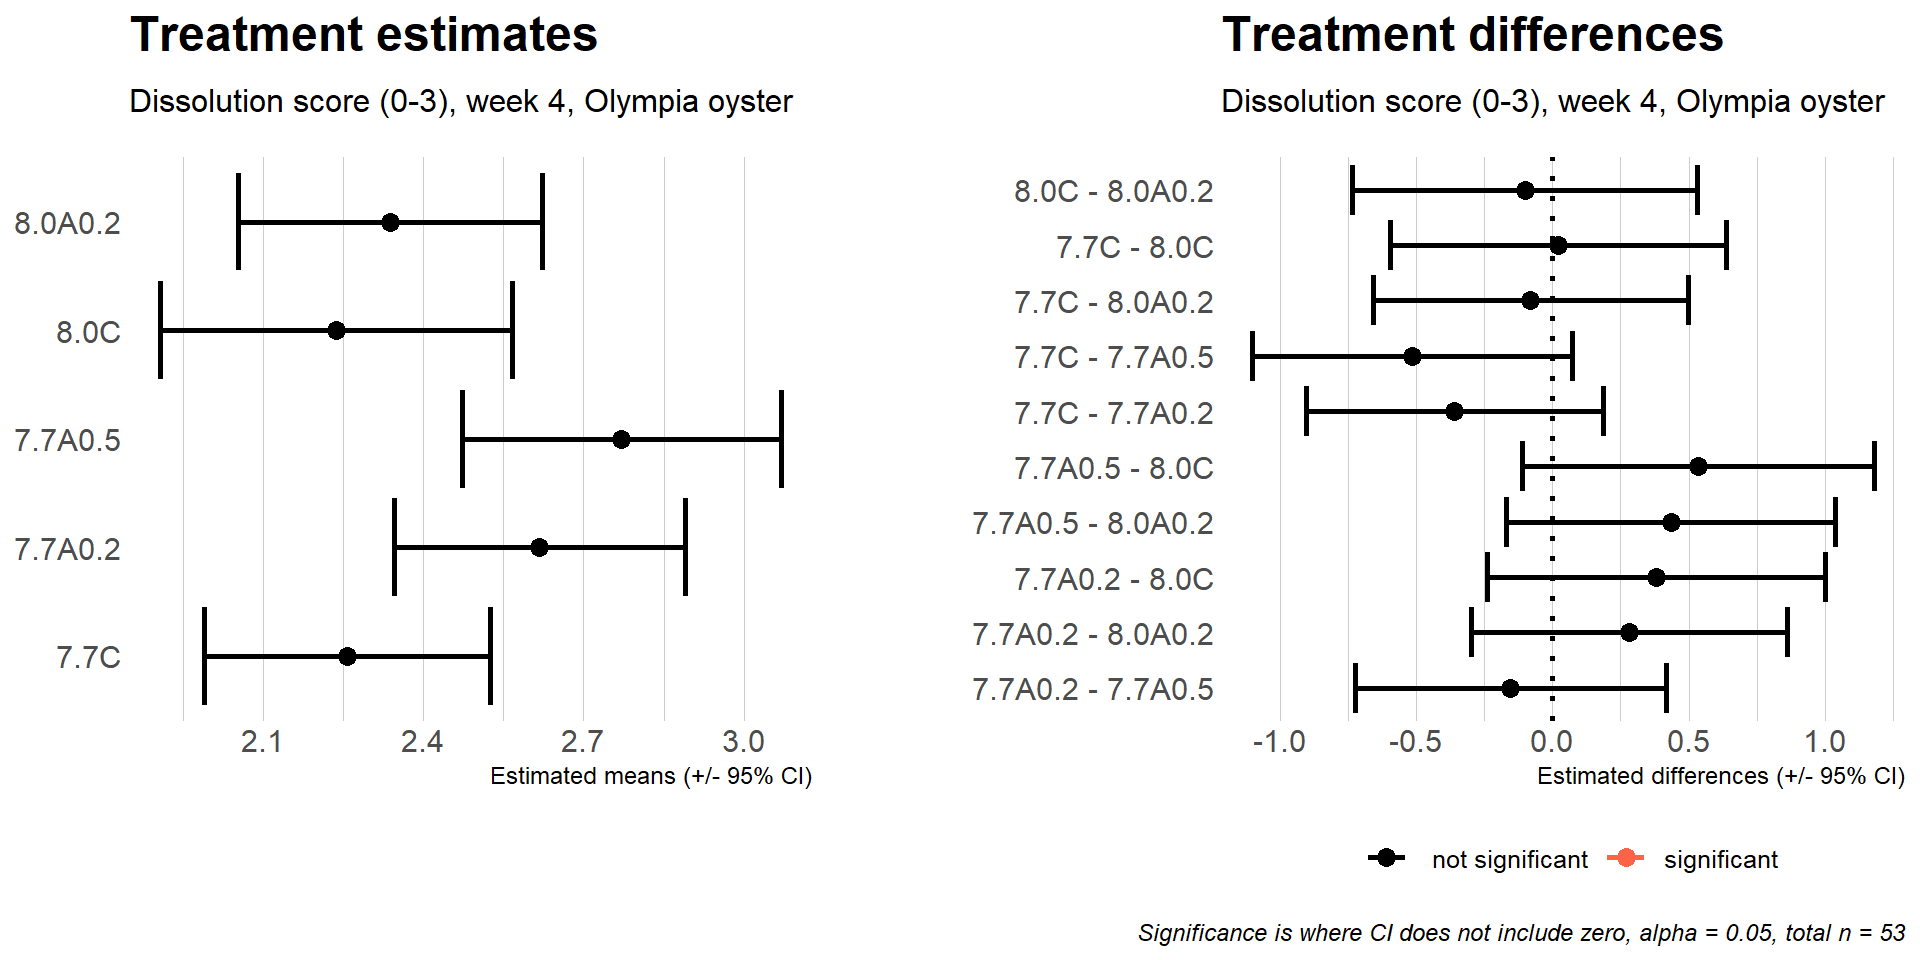 Treatment estimates
Dissolution score (0-3), week 4, Olympia oyster
8.0A0.2
8.0C
7.7A0.5
7.7A0.2
7.7C
2.1 2.4 2.7 3.0
Estimated means (+/- 95% CI)
Treatment differences
Dissolution score (0-3), week 4, Olympia oyster
8.0C - 8.0A0.2
7.7C - 8.0C
7.7C - 8.0A0.2
7.7C - 7.7A0.5
7.7C - 7.7A0.2
7.7A0.5 - 8.0C
7.7A0.5 - 8.0A0.2
7.7A0.2 - 8.0C
7.7A0.2 - 8.0A0.2
7.7A0.2 - 7.7A0.5
-1.0 -0.5 0.0 0.5 1.0
Estimated differences (+/- 95% CI)
not significant significant
Significance is where CI does not include zero, alpha = 0.05, total n = 53